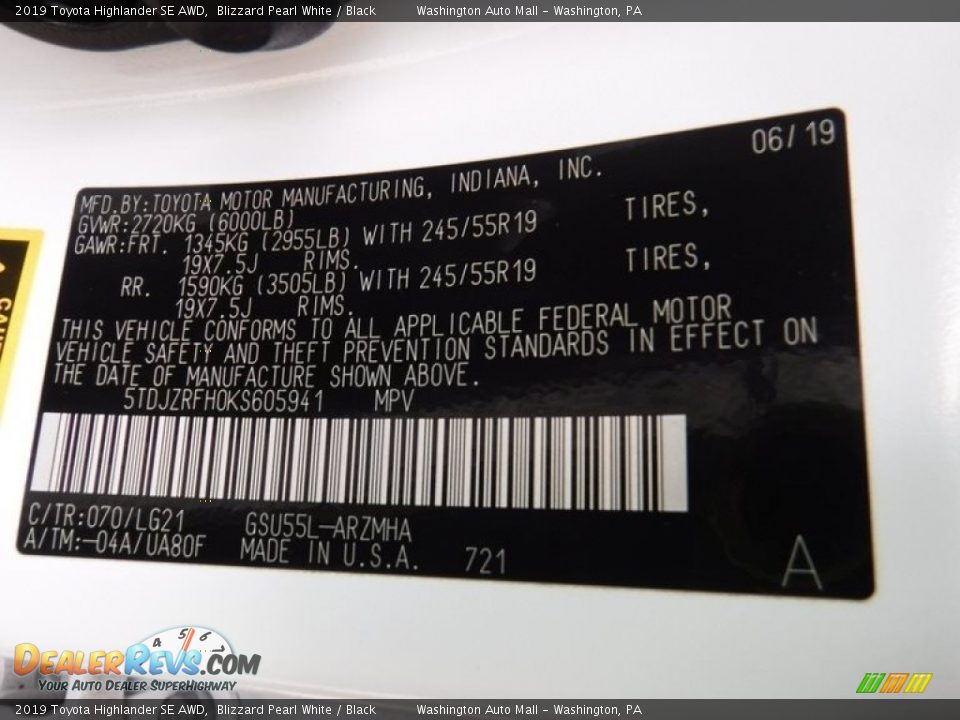 2019 Toyota Highlander SE AWD,  Blizzard Pearl White / Black          Washington Auto Mall - Washington, PA
06/19
MFD.BY:TOYOTA MOTOR MANUFACTURING, INDIANA, INC.
GVWR:2720KG (6000LB)
GAWR:FRT. 1345KG (2955LB) WITH 245/55R19 TIRES,
19X7.5J RIMS.
RR. 1590KG (3505LB) WITH 245/55R19 TIRES,
19X7.5J RIMS.
THIS VEHICLE CONFORMS TO ALL APPLICABLE FEDERAL MOTOR
VEHICLE SAFETY AND THEFT PREVENTION STANDARDS IN EFFECT ON
THE DATE OF MANUFACTURE SHOWN ABOVE.
5TDJZRFH0KS605941 MPV
C/TR:070/LG21 GSU55L-ARZMHA
A/TM:-04A/UA80F MADE IN U.S.A. 721
A
4 5 6
DealerRevs.com
Your Auto Dealer SuperHighway
2019 Toyota Highlander SE AWD,  Blizzard Pearl White / Black          Washington Auto Mall - Washington, PA